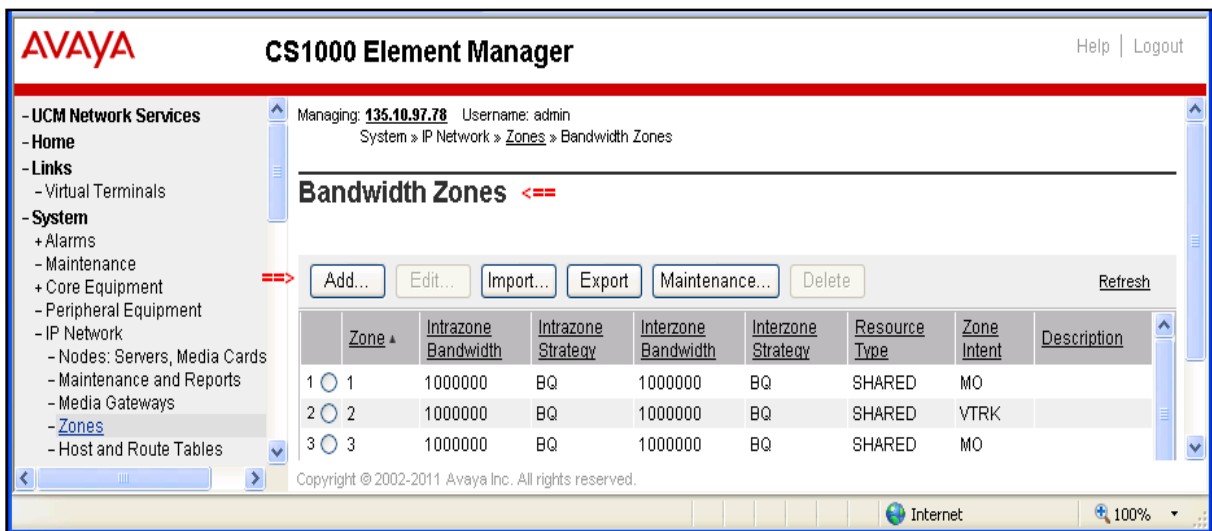 AVAYA
CS1000 Element Manager
Help | Logout
- UCM Network Services
- Home
- Links
- Virtual Terminals
- System
+ Alarms
- Maintenance
+ Core Equipment
- Peripheral Equipment
- IP Network
- Nodes: Servers, Media Cards
- Maintenance and Reports
- Media Gateways
- Zones
- Host and Route Tables
Managing: 135.10.97.78 Username: admin
System » IP Network » Zones » Bandwidth Zones
Bandwidth Zones <==
==> Add... Edit... Import... Export Maintenance... Delete Refresh
Zone Intrazone Bandwidth Intrazone Strategy Interzone Bandwidth Interzone Strategy Resource Type Zone Intent Description
1 1 1000000 BQ 1000000 BQ SHARED MO
2 2 1000000 BQ 1000000 BQ SHARED VTRK
3 3 1000000 BQ 1000000 BQ SHARED MO
Copyright © 2002-2011 Avaya Inc. All rights reserved.
Internet 100%